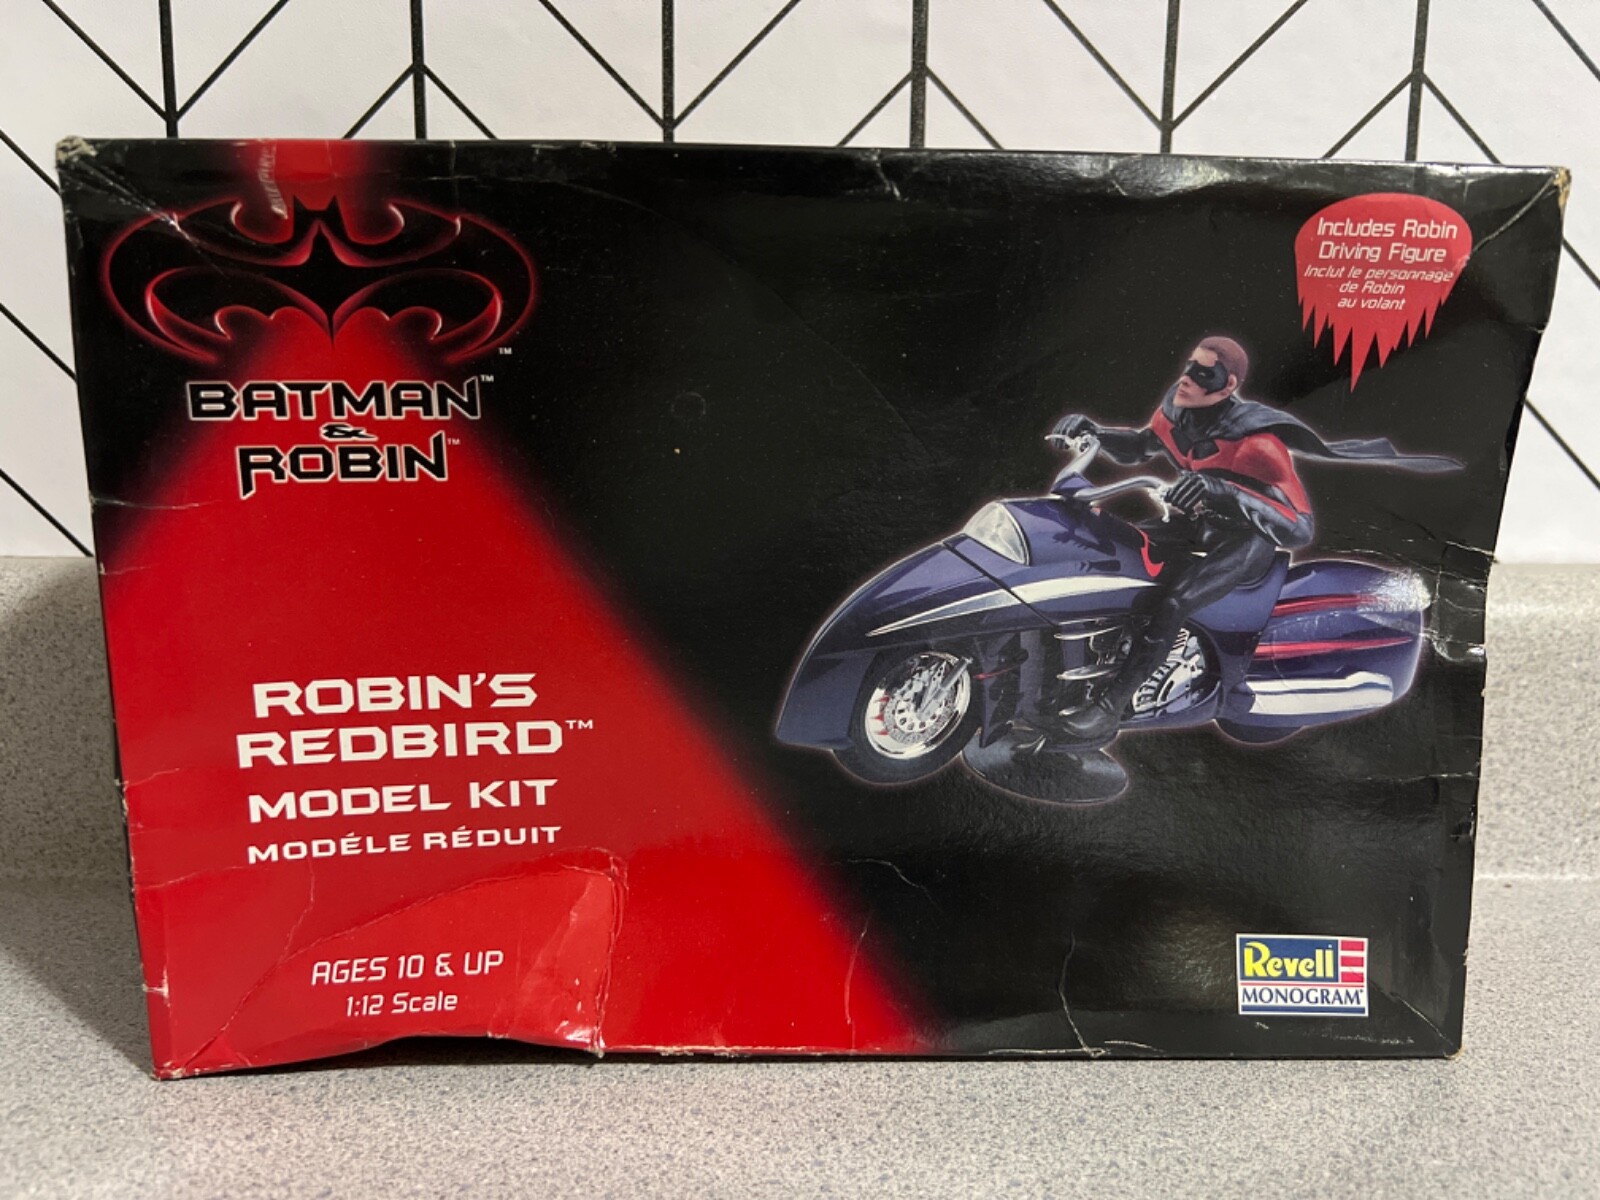 BATMAN™
&
ROBIN™
™
Includes Robin
Driving Figure
Inclut le personnage
de Robin
au volant
ROBIN'S
REDBIRD™
MODEL KIT
MODÉLE RÉDUIT
AGES 10 & UP
1:12 Scale
Revell
MONOGRAM